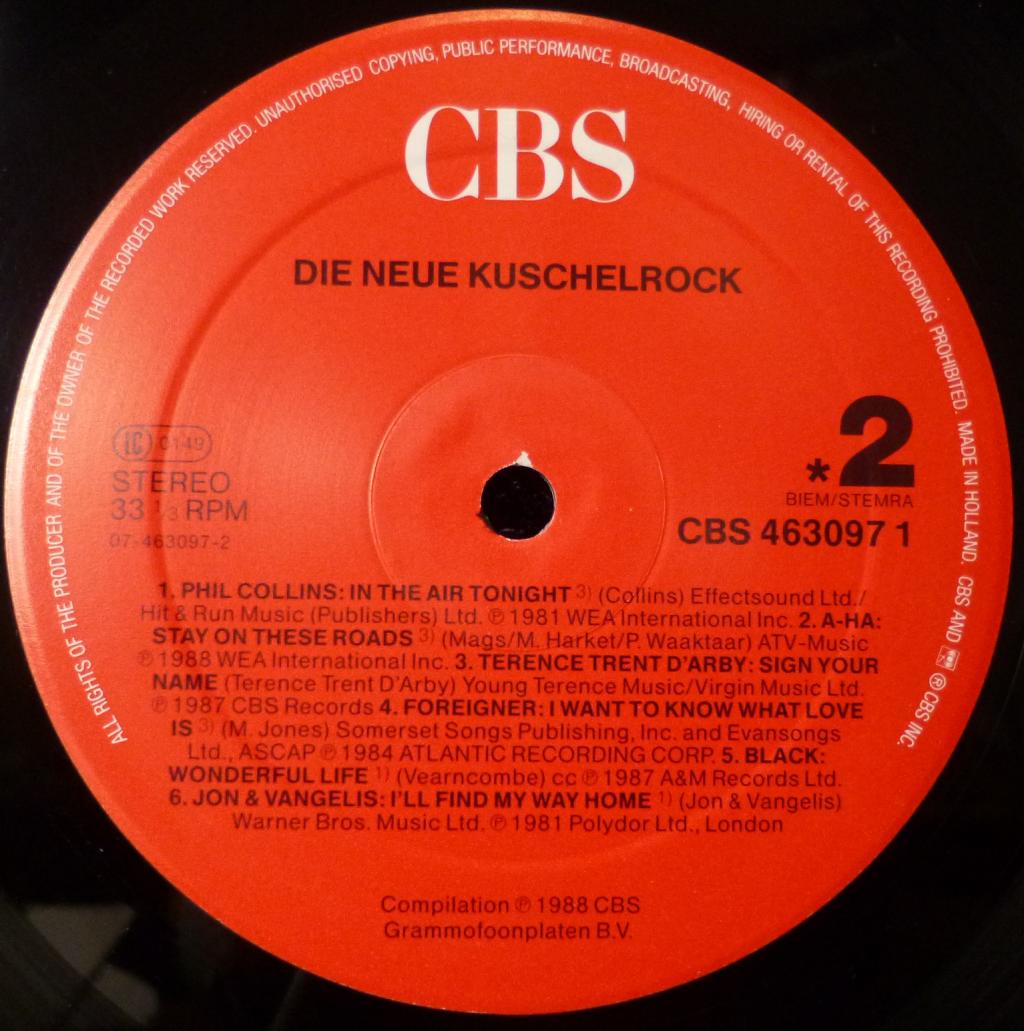 ALL RIGHTS OF THE PRODUCER AND OF THE OWNER OF THE RECORDED WORK RESERVED. UNAUTHORISED COPYING, PUBLIC PERFORMANCE, BROADCASTING, HIRING OR RENTAL OF THIS RECORDING PROHIBITED. MADE IN HOLLAND. CBS AND ® CBS INC.
CBS
DIE NEUE KUSCHELROCK
LC 0149
STEREO
33 1/3 RPM
07-463097-2
*2
BIEM/STEMRA
CBS 463097 1
1. PHIL COLLINS: IN THE AIR TONIGHT 3) (Collins) Effectsound Ltd./
Hit & Run Music (Publishers) Ltd. ℗ 1981 WEA International Inc. 2. A-HA:
STAY ON THESE ROADS 3) (Mags/M. Harket/P. Waaktaar) ATV-Music
℗ 1988 WEA International Inc. 3. TERENCE TRENT D'ARBY: SIGN YOUR
NAME (Terence Trent D'Arby) Young Terence Music/Virgin Music Ltd.
℗ 1987 CBS Records 4. FOREIGNER: I WANT TO KNOW WHAT LOVE
IS 3) (M. Jones) Somerset Songs Publishing, Inc. and Evansongs
Ltd., ASCAP ℗ 1984 ATLANTIC RECORDING CORP. 5. BLACK:
WONDERFUL LIFE 1) (Vearncombe) cc ℗ 1987 A&M Records Ltd.
6. JON & VANGELIS: I'LL FIND MY WAY HOME 1) (Jon & Vangelis)
Warner Bros. Music Ltd. ℗ 1981 Polydor Ltd., London
Compilation ℗ 1988 CBS
Grammofoonplaten B.V.